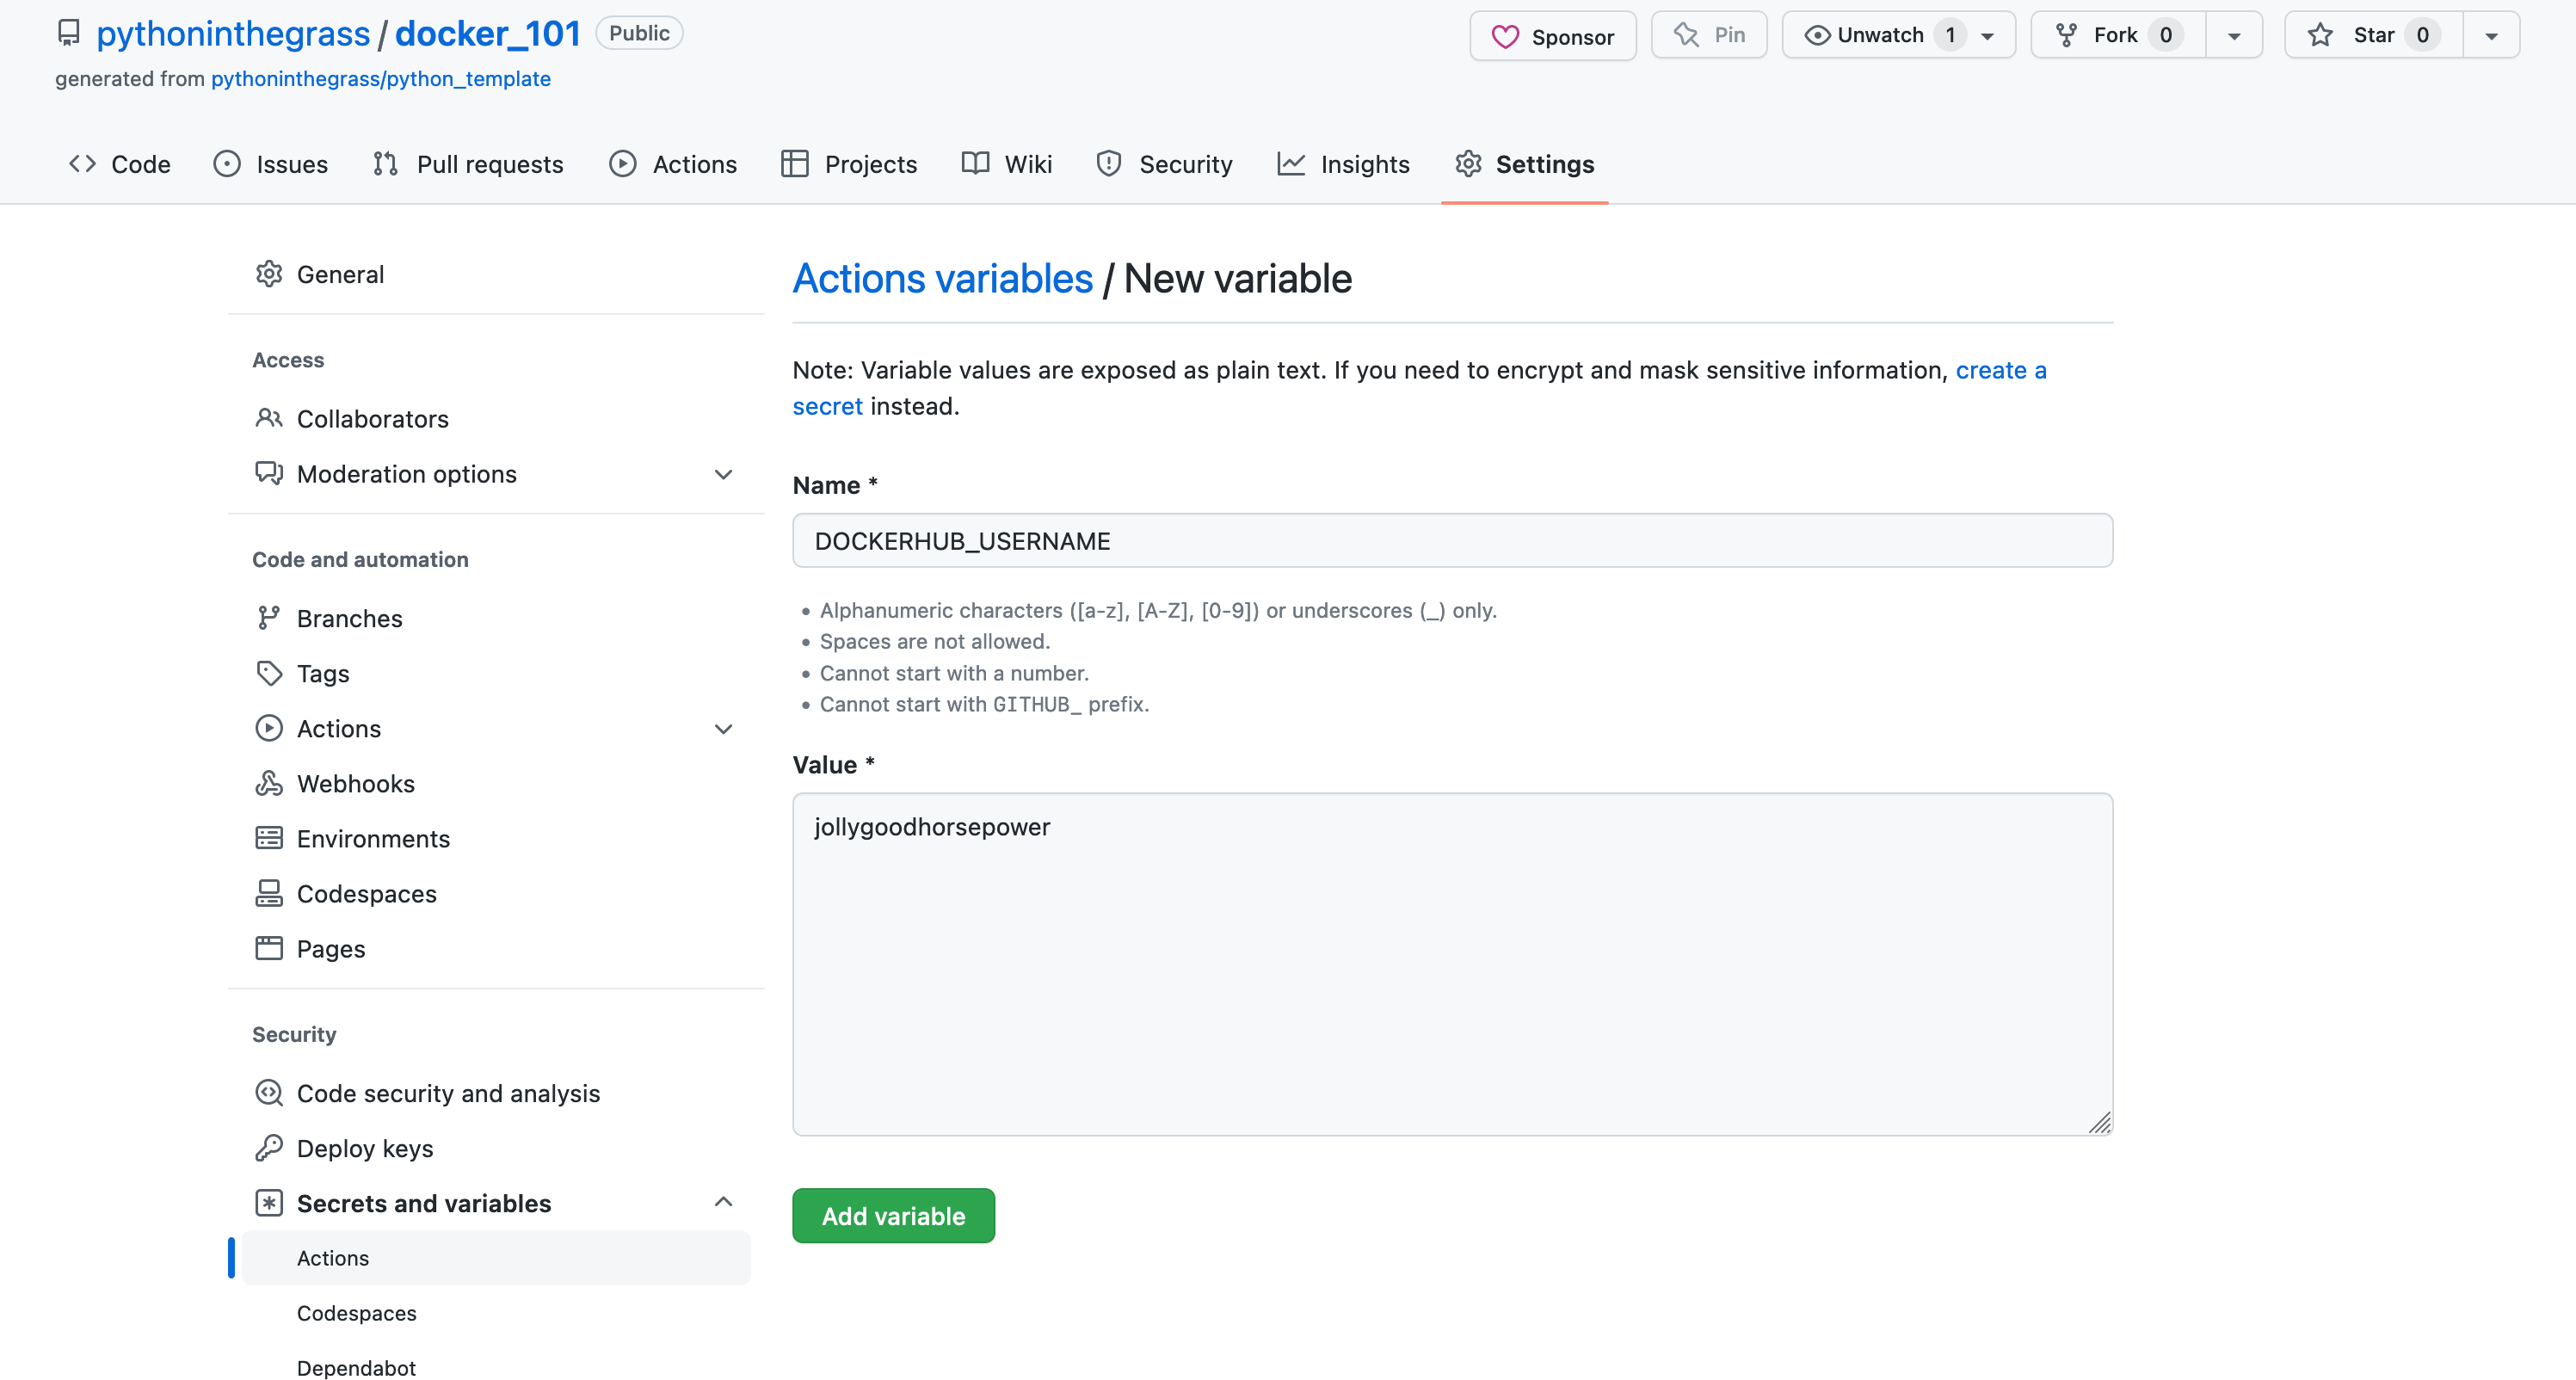 pythoninthegrass / docker_101 Public
Sponsor Pin Unwatch 1 Fork 0 Star 0
generated from pythoninthegrass/python_template
Code Issues Pull requests Actions Projects Wiki Security Insights Settings
General
Access
Collaborators
Moderation options
Code and automation
Branches
Tags
Actions
Webhooks
Environments
Codespaces
Pages
Security
Code security and analysis
Deploy keys
Secrets and variables
Actions
Codespaces
Dependabot
Actions variables / New variable
Note: Variable values are exposed as plain text. If you need to encrypt and mask sensitive information, create a
secret instead.
Name *
DOCKERHUB_USERNAME
• Alphanumeric characters ([a-z], [A-Z], [0-9]) or underscores (_) only.
• Spaces are not allowed.
• Cannot start with a number.
• Cannot start with GITHUB_ prefix.
Value *
jollygoodhorsepower
Add variable